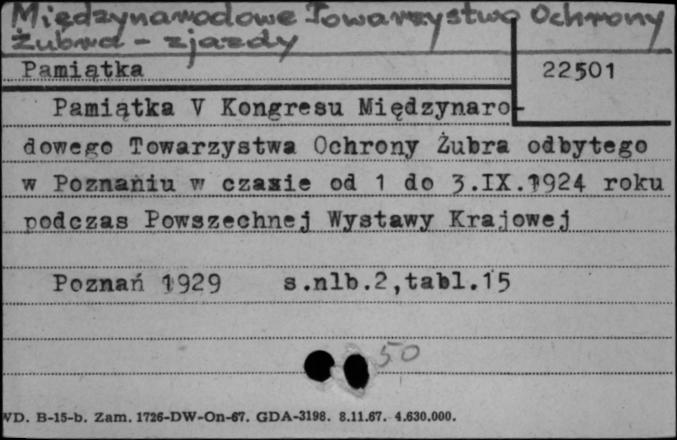 Międzynarodowe Towarzystwo Ochrony
Żubra - zjazdy
Pamiątka 22501
Pamiątka V Kongresu Międzynaro-
dowego Towarzystwa Ochrony Żubra odbytego
w Poznaniu w czasie od 1 do 3.IX.1924 roku
podczas Powszechnej Wystawy Krajowej
Poznań 1929 s.nlb.2,tabl.15
50
WD. B-15-b. Zam. 1726-DW-On-67. GDA-3198. 8.11.67. 4.630.000.